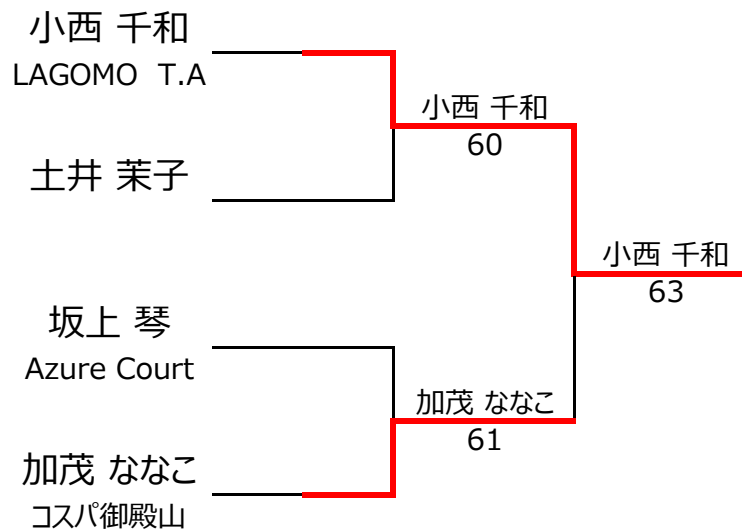 小西 千和
LAGOMO T.A
土井 茉子
坂上 琴
Azure Court
加茂 ななこ
コスパ御殿山
小西 千和
60
加茂 ななこ
61
小西 千和
63